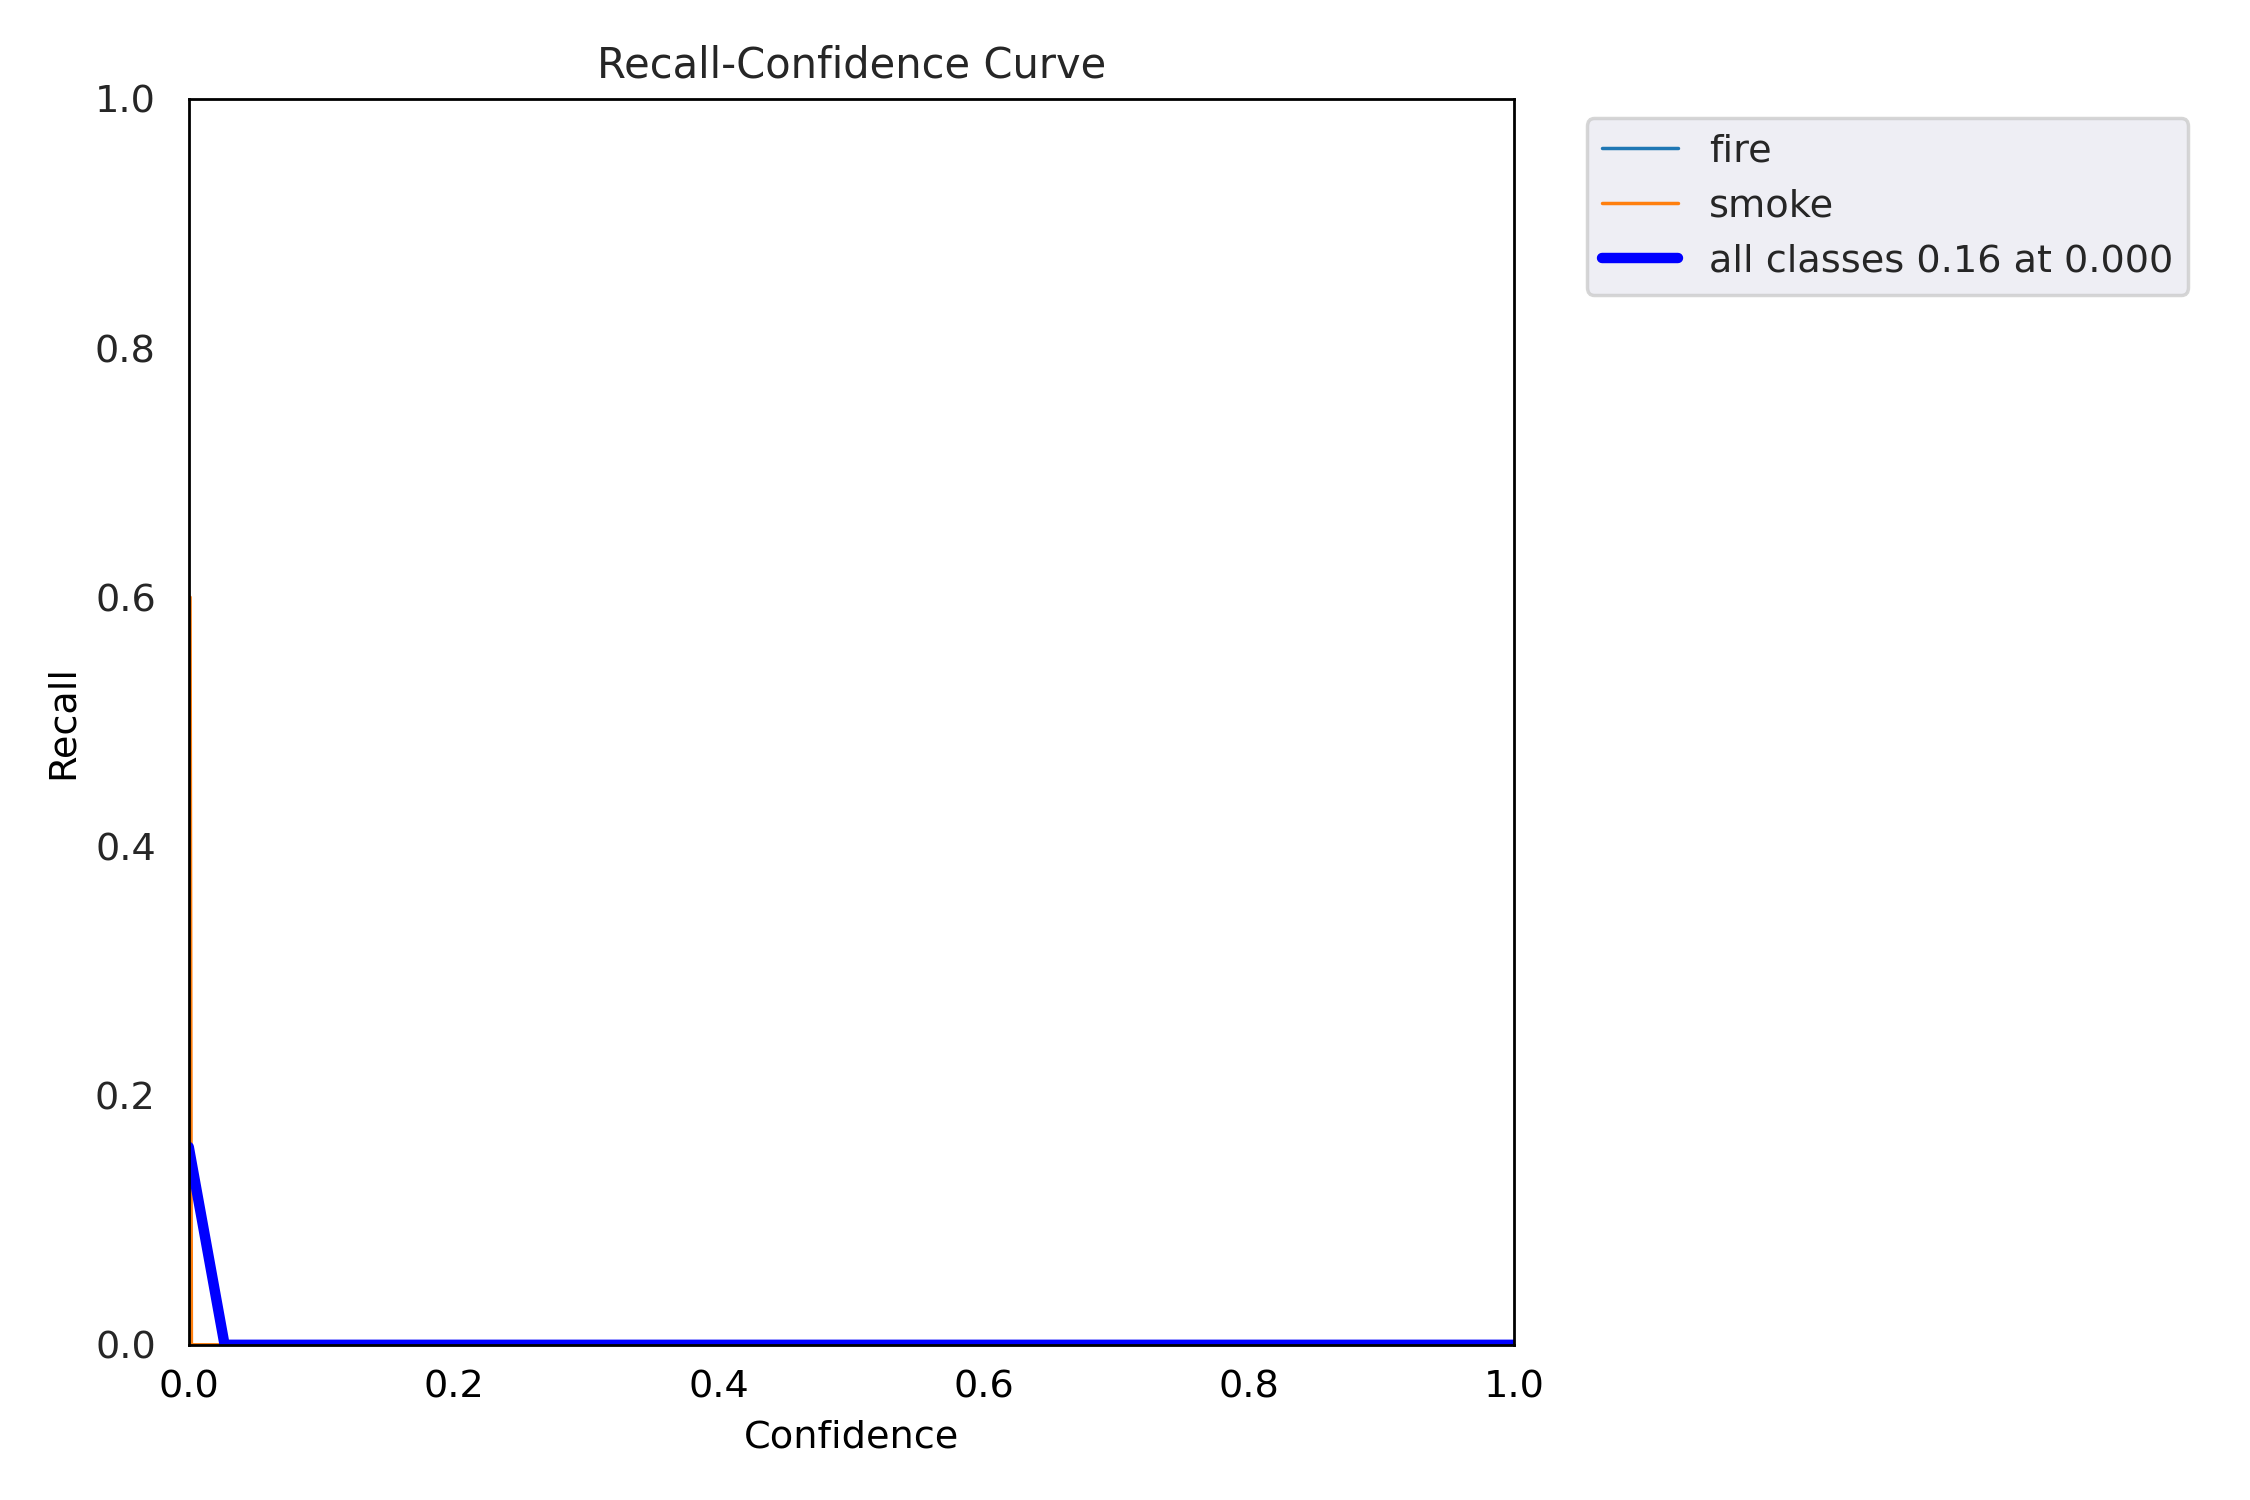 Recall-Confidence Curve
1.0
0.8
0.6
0.4
0.2
0.0
Recall
0.0 0.2 0.4 0.6 0.8 1.0
Confidence
fire
smoke
all classes 0.16 at 0.000